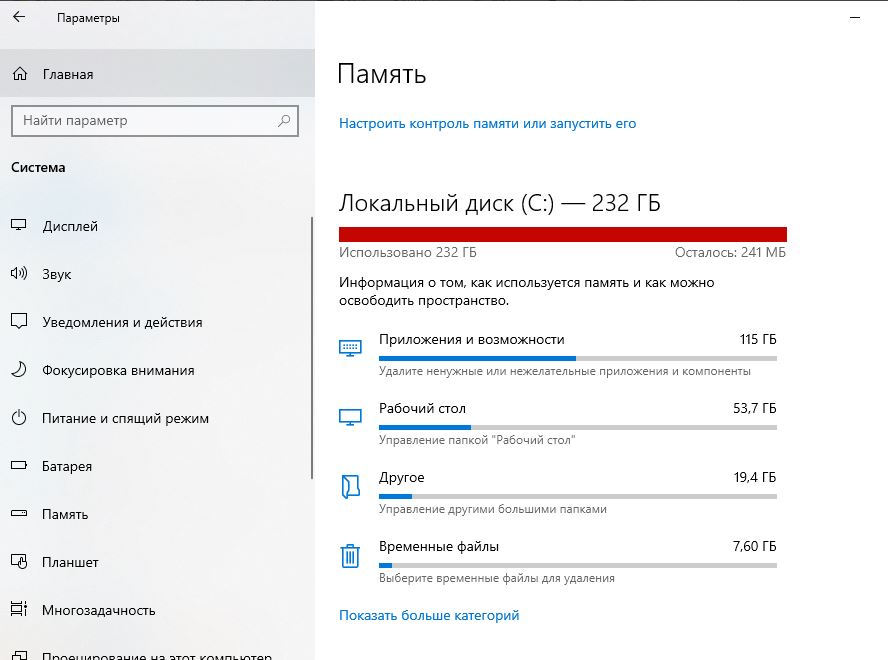 Параметры
Главная
Найти параметр
Система
Дисплей
Звук
Уведомления и действия
Фокусировка внимания
Питание и спящий режим
Батарея
Память
Планшет
Многозадачность
Проецирование на этот компьютер
Память
Настроить контроль памяти или запустить его
Локальный диск (C:) — 232 ГБ
Использовано 232 ГБ
Осталось: 241 МБ
Информация о том, как используется память и как можно
освободить пространство.
Приложения и возможности
115 ГБ
Удалите ненужные или нежелательные приложения и компоненты
Рабочий стол
53,7 ГБ
Управление папкой "Рабочий стол"
Другое
19,4 ГБ
Управление другими большими папками
Временные файлы
7,60 ГБ
Выберите временные файлы для удаления
Показать больше категорий